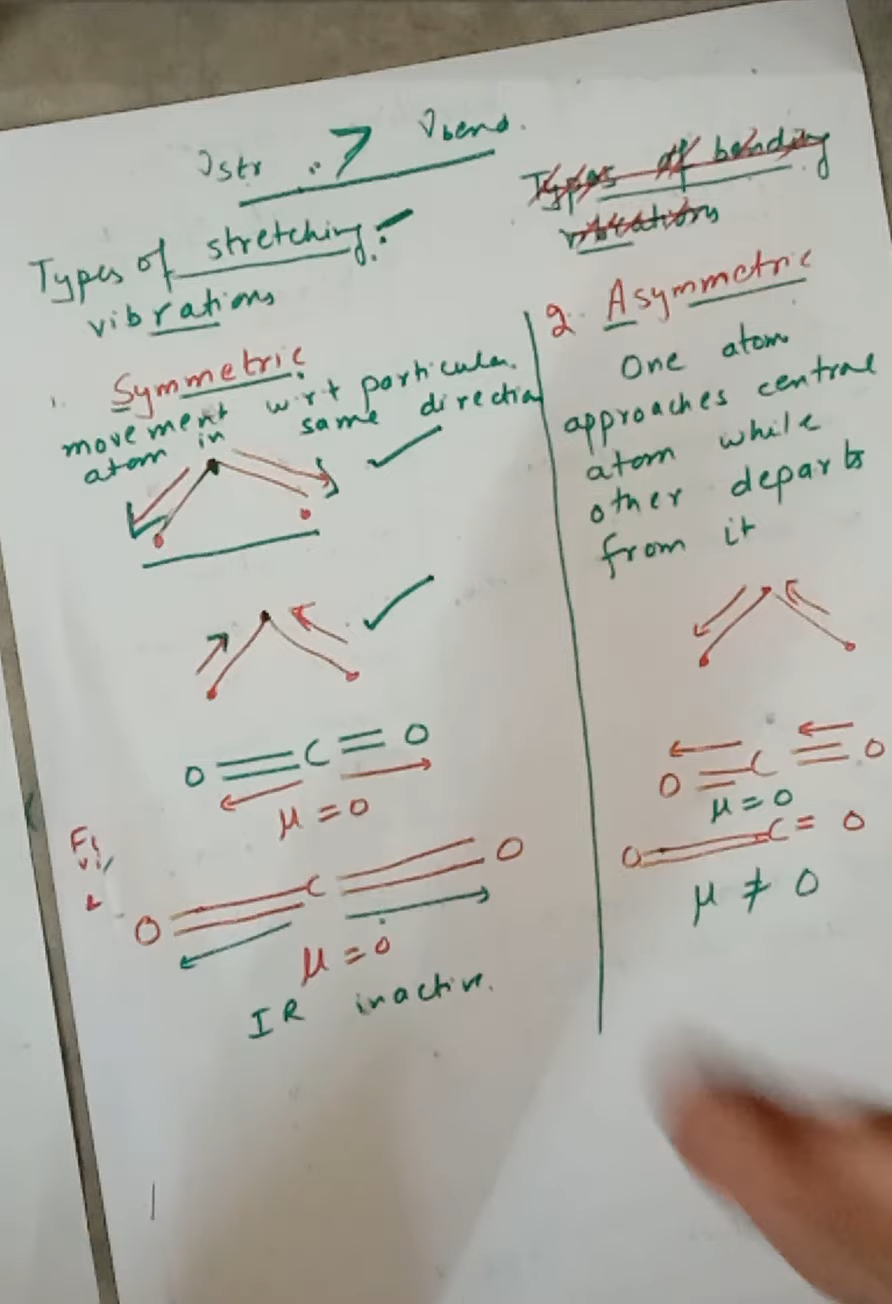 νstr. > νbend.
Types of bending
vibrations
Types of stretching:-
vibrations
1. Symmetric
movement w.r.t particular
atom in same direction
O = C = O
μ = 0
O = C = O
μ = 0
IR inactive.
2. Asymmetric
One atom
approaches central
atom while
other departs
from it
O = C = O
μ = 0
O = C = O
μ ≠ 0